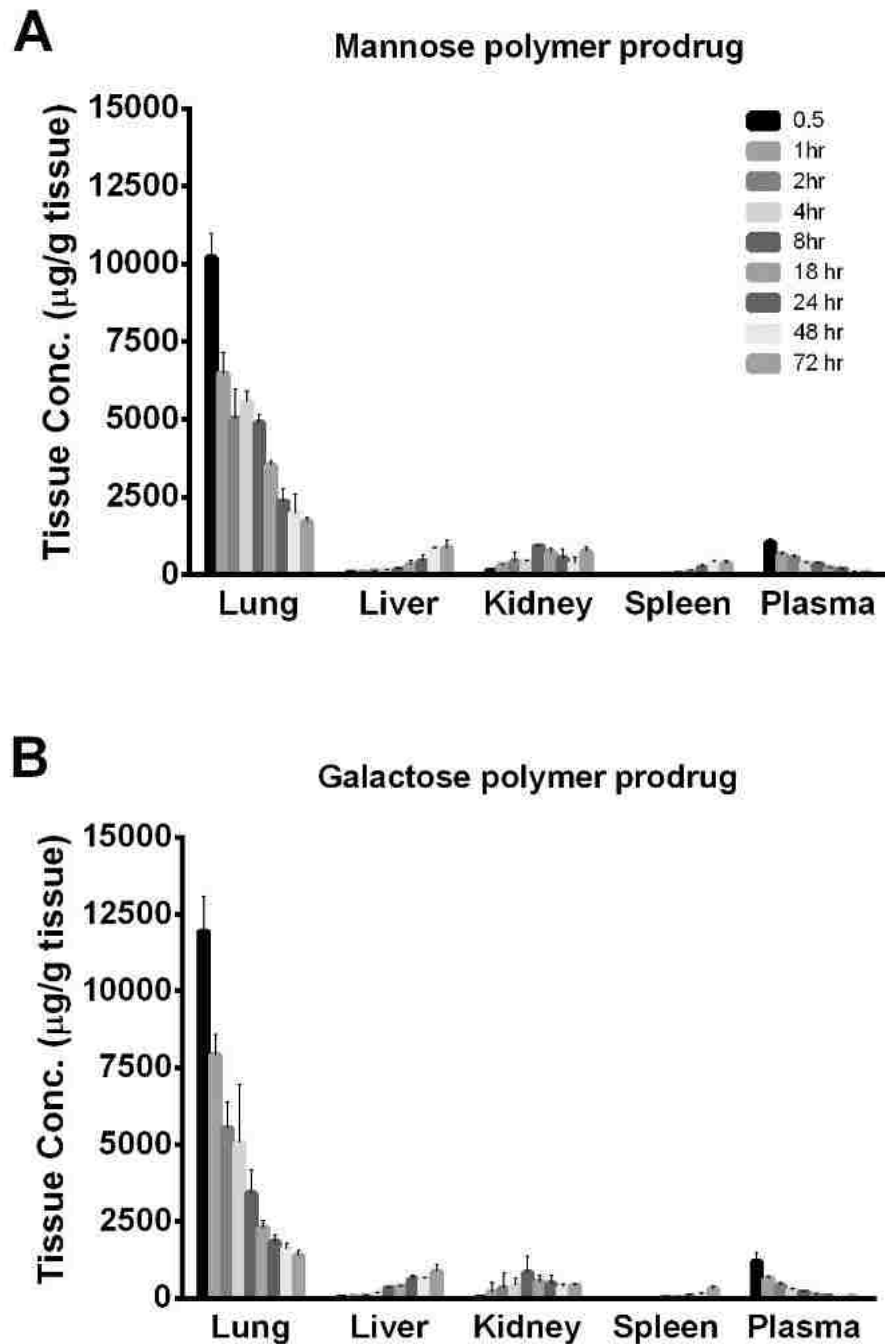 A
Mannose polymer prodrug
Tissue Conc. (µg/g tissue)
15000
12500
10000
7500
5000
2500
0
0.5
1hr
2hr
4hr
8hr
18 hr
24 hr
48 hr
72 hr
Lung Liver Kidney Spleen Plasma
B
Galactose polymer prodrug
Tissue Conc. (µg/g tissue)
15000
12500
10000
7500
5000
2500
0
Lung Liver Kidney Spleen Plasma